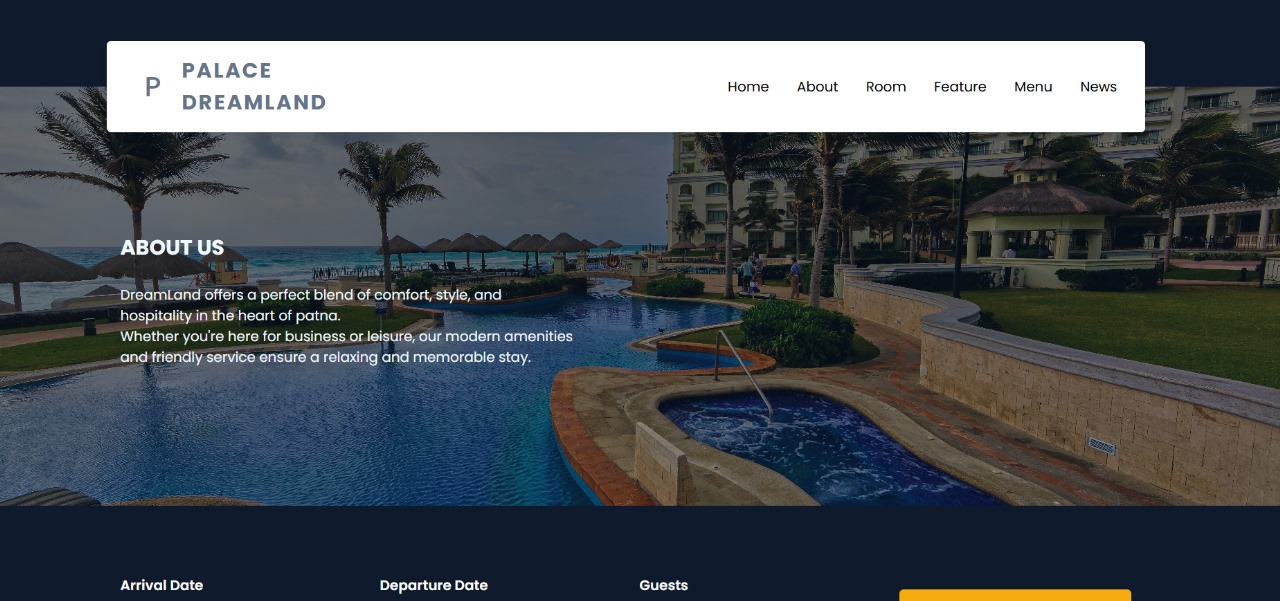 P
PALACE
DREAMLAND
Home About Room Feature Menu News
ABOUT US
DreamLand offers a perfect blend of comfort, style, and
hospitality in the heart of patna.
Whether you're here for business or leisure, our modern amenities
and friendly service ensure a relaxing and memorable stay.
Arrival Date Departure Date Guests